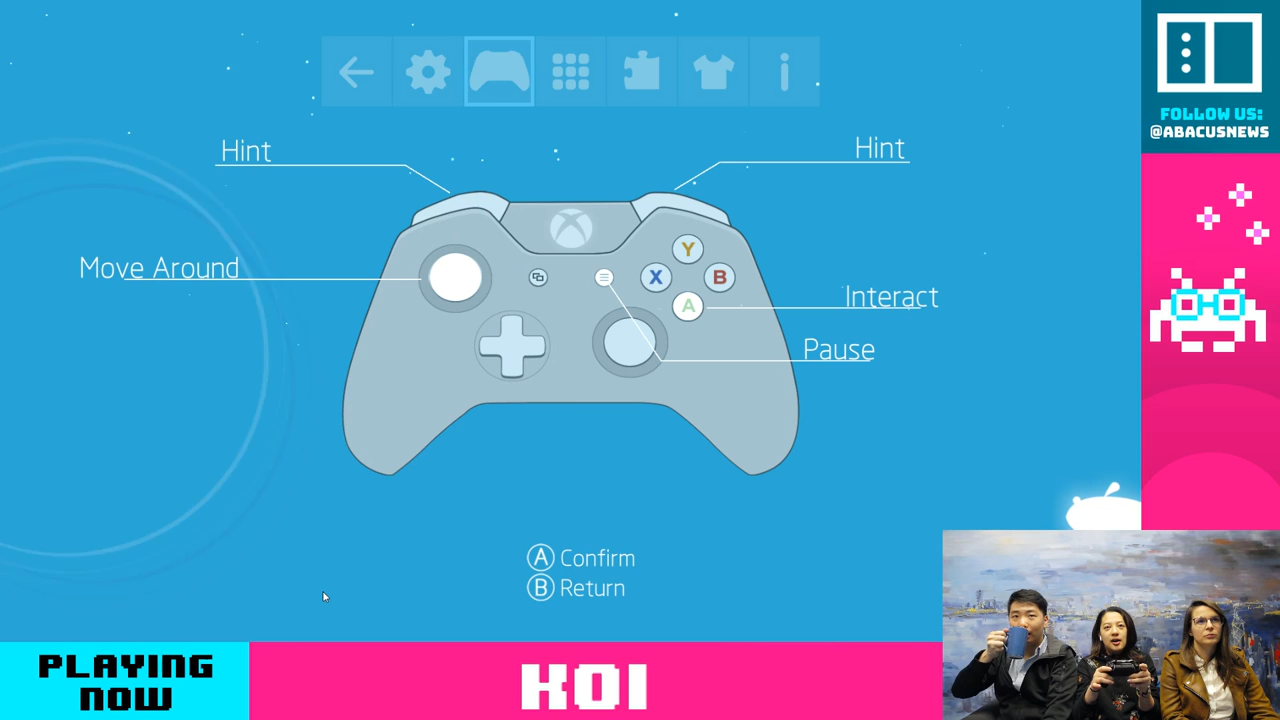 FOLLOW US:
@ABACUSNEWS
Hint
Hint
Move Around
Y
X
B
A
Interact
Pause
A Confirm
B Return
PLAYING
NOW
KOI